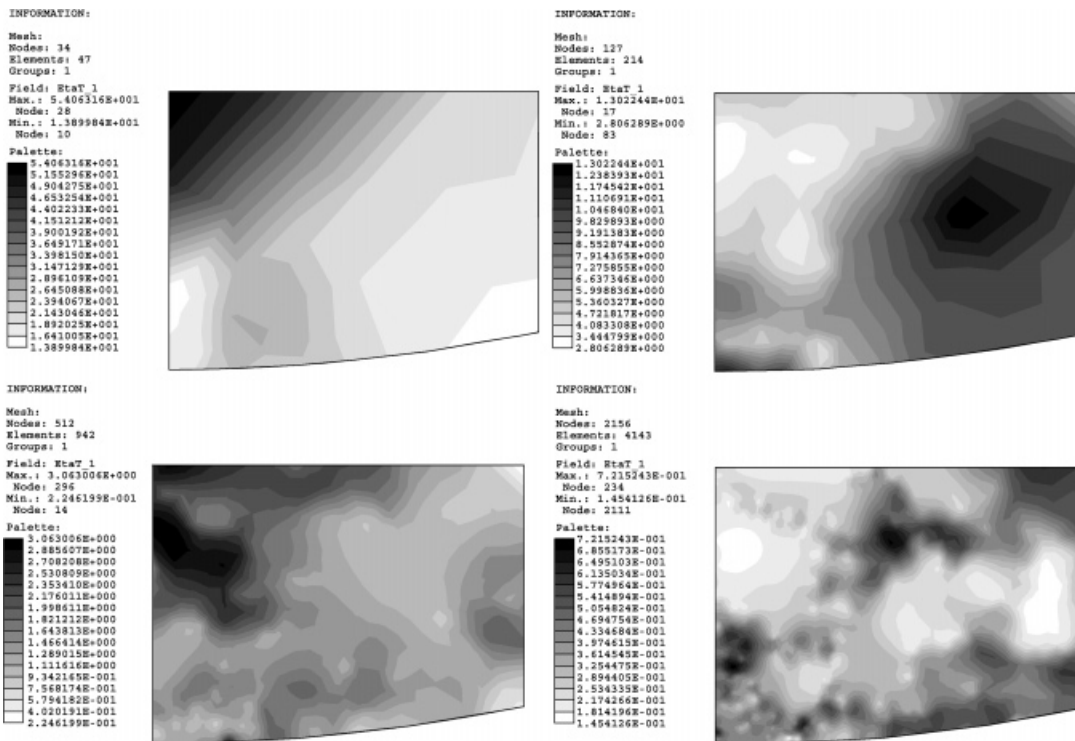 INFORMATION:
Mesh:
Nodes: 34
Elements: 47
Groups: 1
Field: EtaT_1
Max.: 5.406316E+001
Node: 28
Min.: 1.389984E+001
Node: 10
Palette:
5.406316E+001
5.155296E+001
4.904275E+001
4.653254E+001
4.402233E+001
4.151212E+001
3.900192E+001
3.649171E+001
3.398150E+001
3.147129E+001
2.896109E+001
2.645088E+001
2.394067E+001
2.143046E+001
1.892025E+001
1.641005E+001
1.389984E+001
INFORMATION:
Mesh:
Nodes: 127
Elements: 214
Groups: 1
Field: EtaT_1
Max.: 1.302244E+001
Node: 17
Min.: 2.806289E+000
Node: 83
Palette:
1.302244E+001
1.238393E+001
1.174542E+001
1.110691E+001
1.046840E+001
9.829893E+000
9.191383E+000
8.552874E+000
7.914365E+000
7.275855E+000
6.637346E+000
5.998836E+000
5.360327E+000
4.721817E+000
4.083308E+000
3.444799E+000
2.806289E+000
INFORMATION:
Mesh:
Nodes: 512
Elements: 942
Groups: 1
Field: EtaT_1
Max.: 3.063006E+000
Node: 296
Min.: 2.246199E-001
Node: 14
Palette:
3.063006E+000
2.885607E+000
2.708208E+000
2.530809E+000
2.353410E+000
2.176011E+000
1.998611E+000
1.821212E+000
1.643813E+000
1.466414E+000
1.289015E+000
1.111616E+000
9.342165E-001
7.568174E-001
5.794182E-001
4.020191E-001
2.246199E-001
INFORMATION:
Mesh:
Nodes: 2156
Elements: 4143
Groups: 1
Field: EtaT_1
Max.: 7.215243E-001
Node: 234
Min.: 1.454126E-001
Node: 2111
Palette:
7.215243E-001
6.855173E-001
6.495103E-001
6.135034E-001
5.774964E-001
5.414894E-001
5.054824E-001
4.694754E-001
4.334684E-001
3.974615E-001
3.614545E-001
3.254475E-001
2.894405E-001
2.534335E-001
2.174266E-001
1.814196E-001
1.454126E-001